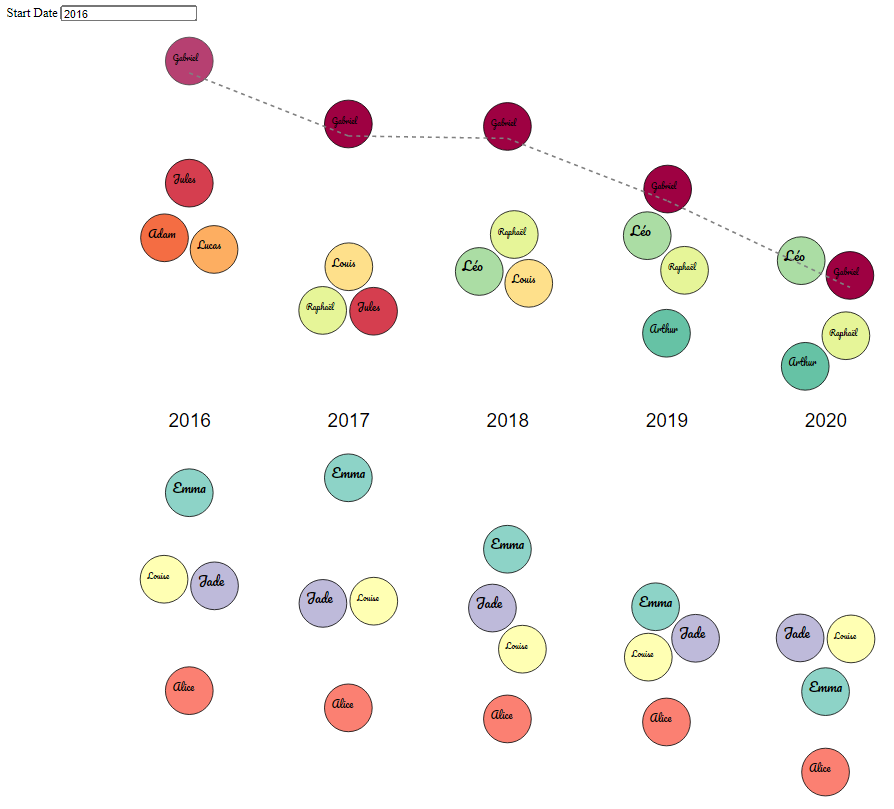 Start Date 2016
Gabriel
Gabriel
Gabriel
Jules
Gabriel
Adam
Lucas
Raphaël
Léo
Louis
Léo
Louis
Raphaël
Léo
Gabriel
Raphaël
Jules
Arthur
Raphaël
Arthur
2016 2017 2018 2019 2020
Emma
Emma
Emma
Louise
Jade
Jade
Louise
Jade
Emma
Louise
Jade
Louise
Jade
Louise
Alice
Alice
Alice
Alice
Emma
Alice